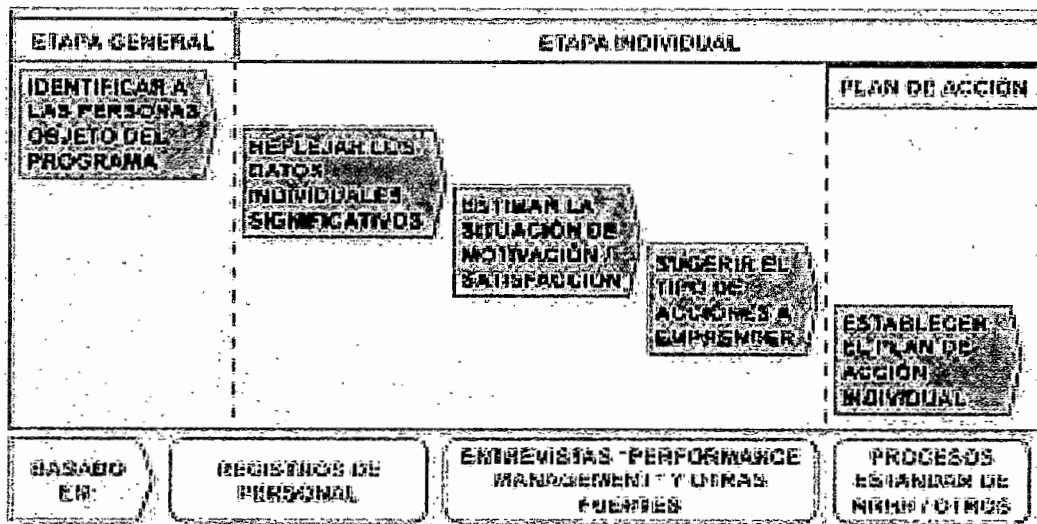 ETAPA GENERAL
ETAPA INDIVIDUAL
IDENTIFICAR A
LAS PERSONAS
OBJETO DEL
PROGRAMA
REFLEJAR LOS
DATOS
INDIVIDUALES
SIGNIFICATIVOS
ESTIMAR LA
SITUACIÓN DE
MOTIVACIÓN /
SATISFACCIÓN
SUGERIR EL
TIPO DE
ACCIONES A
EMPRENDER
PLAN DE ACCIÓN
ESTABLECER
EL PLAN DE
ACCIÓN
INDIVIDUAL
BASADO
EN:
REGISTROS DE
PERSONAL
ENTREVISTAS "PERFORMANCE
MANAGEMENT" Y OTRAS
FUENTES
PROCESOS
ESTANDAR DE
RRHH / OTROS